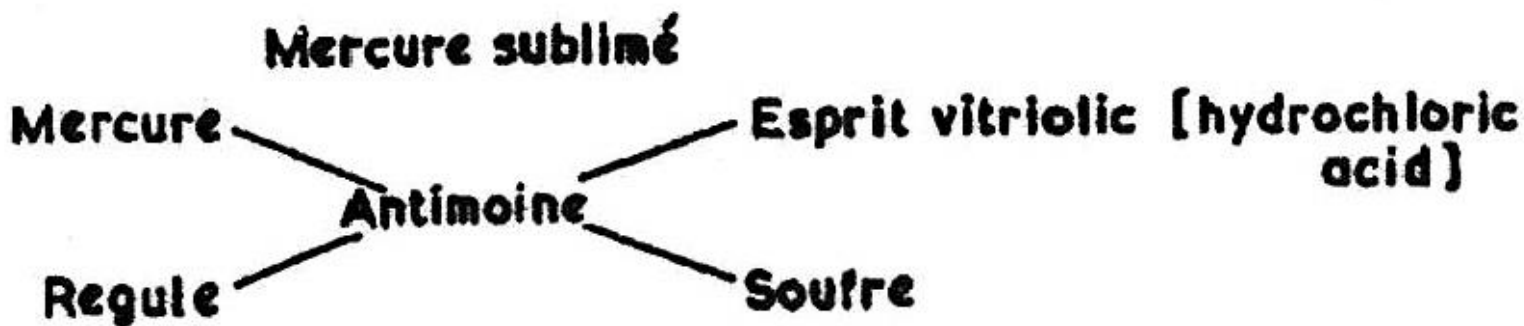 Mercure sublimé
Mercure Esprit vitriolic [hydrochloric
acid]
Antimoine
Regule Soufre